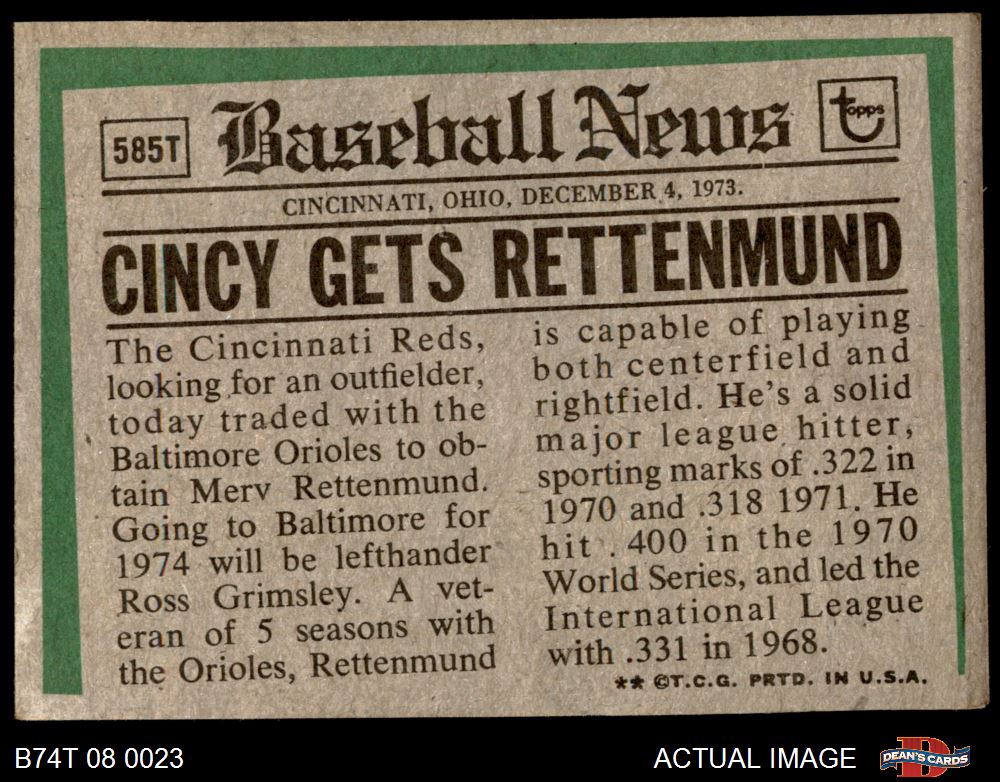 585T
Baseball News
topps
CINCINNATI, OHIO, DECEMBER 4, 1973.
CINCY GETS RETTENMUND
The Cincinnati Reds,
looking for an outfielder,
today traded with the
Baltimore Orioles to ob-
tain Merv Rettenmund.
Going to Baltimore for
1974 will be lefthander
Ross Grimsley. A vet-
eran of 5 seasons with
the Orioles, Rettenmund
is capable of playing
both centerfield and
rightfield. He's a solid
major league hitter,
sporting marks of .322 in
1970 and .318 1971. He
hit .400 in the 1970
World Series, and led the
International League
with .331 in 1968.
** ©T.C.G. PRTD. IN U.S.A.
B74T 08 0023
ACTUAL IMAGE
DEAN'S CARDS